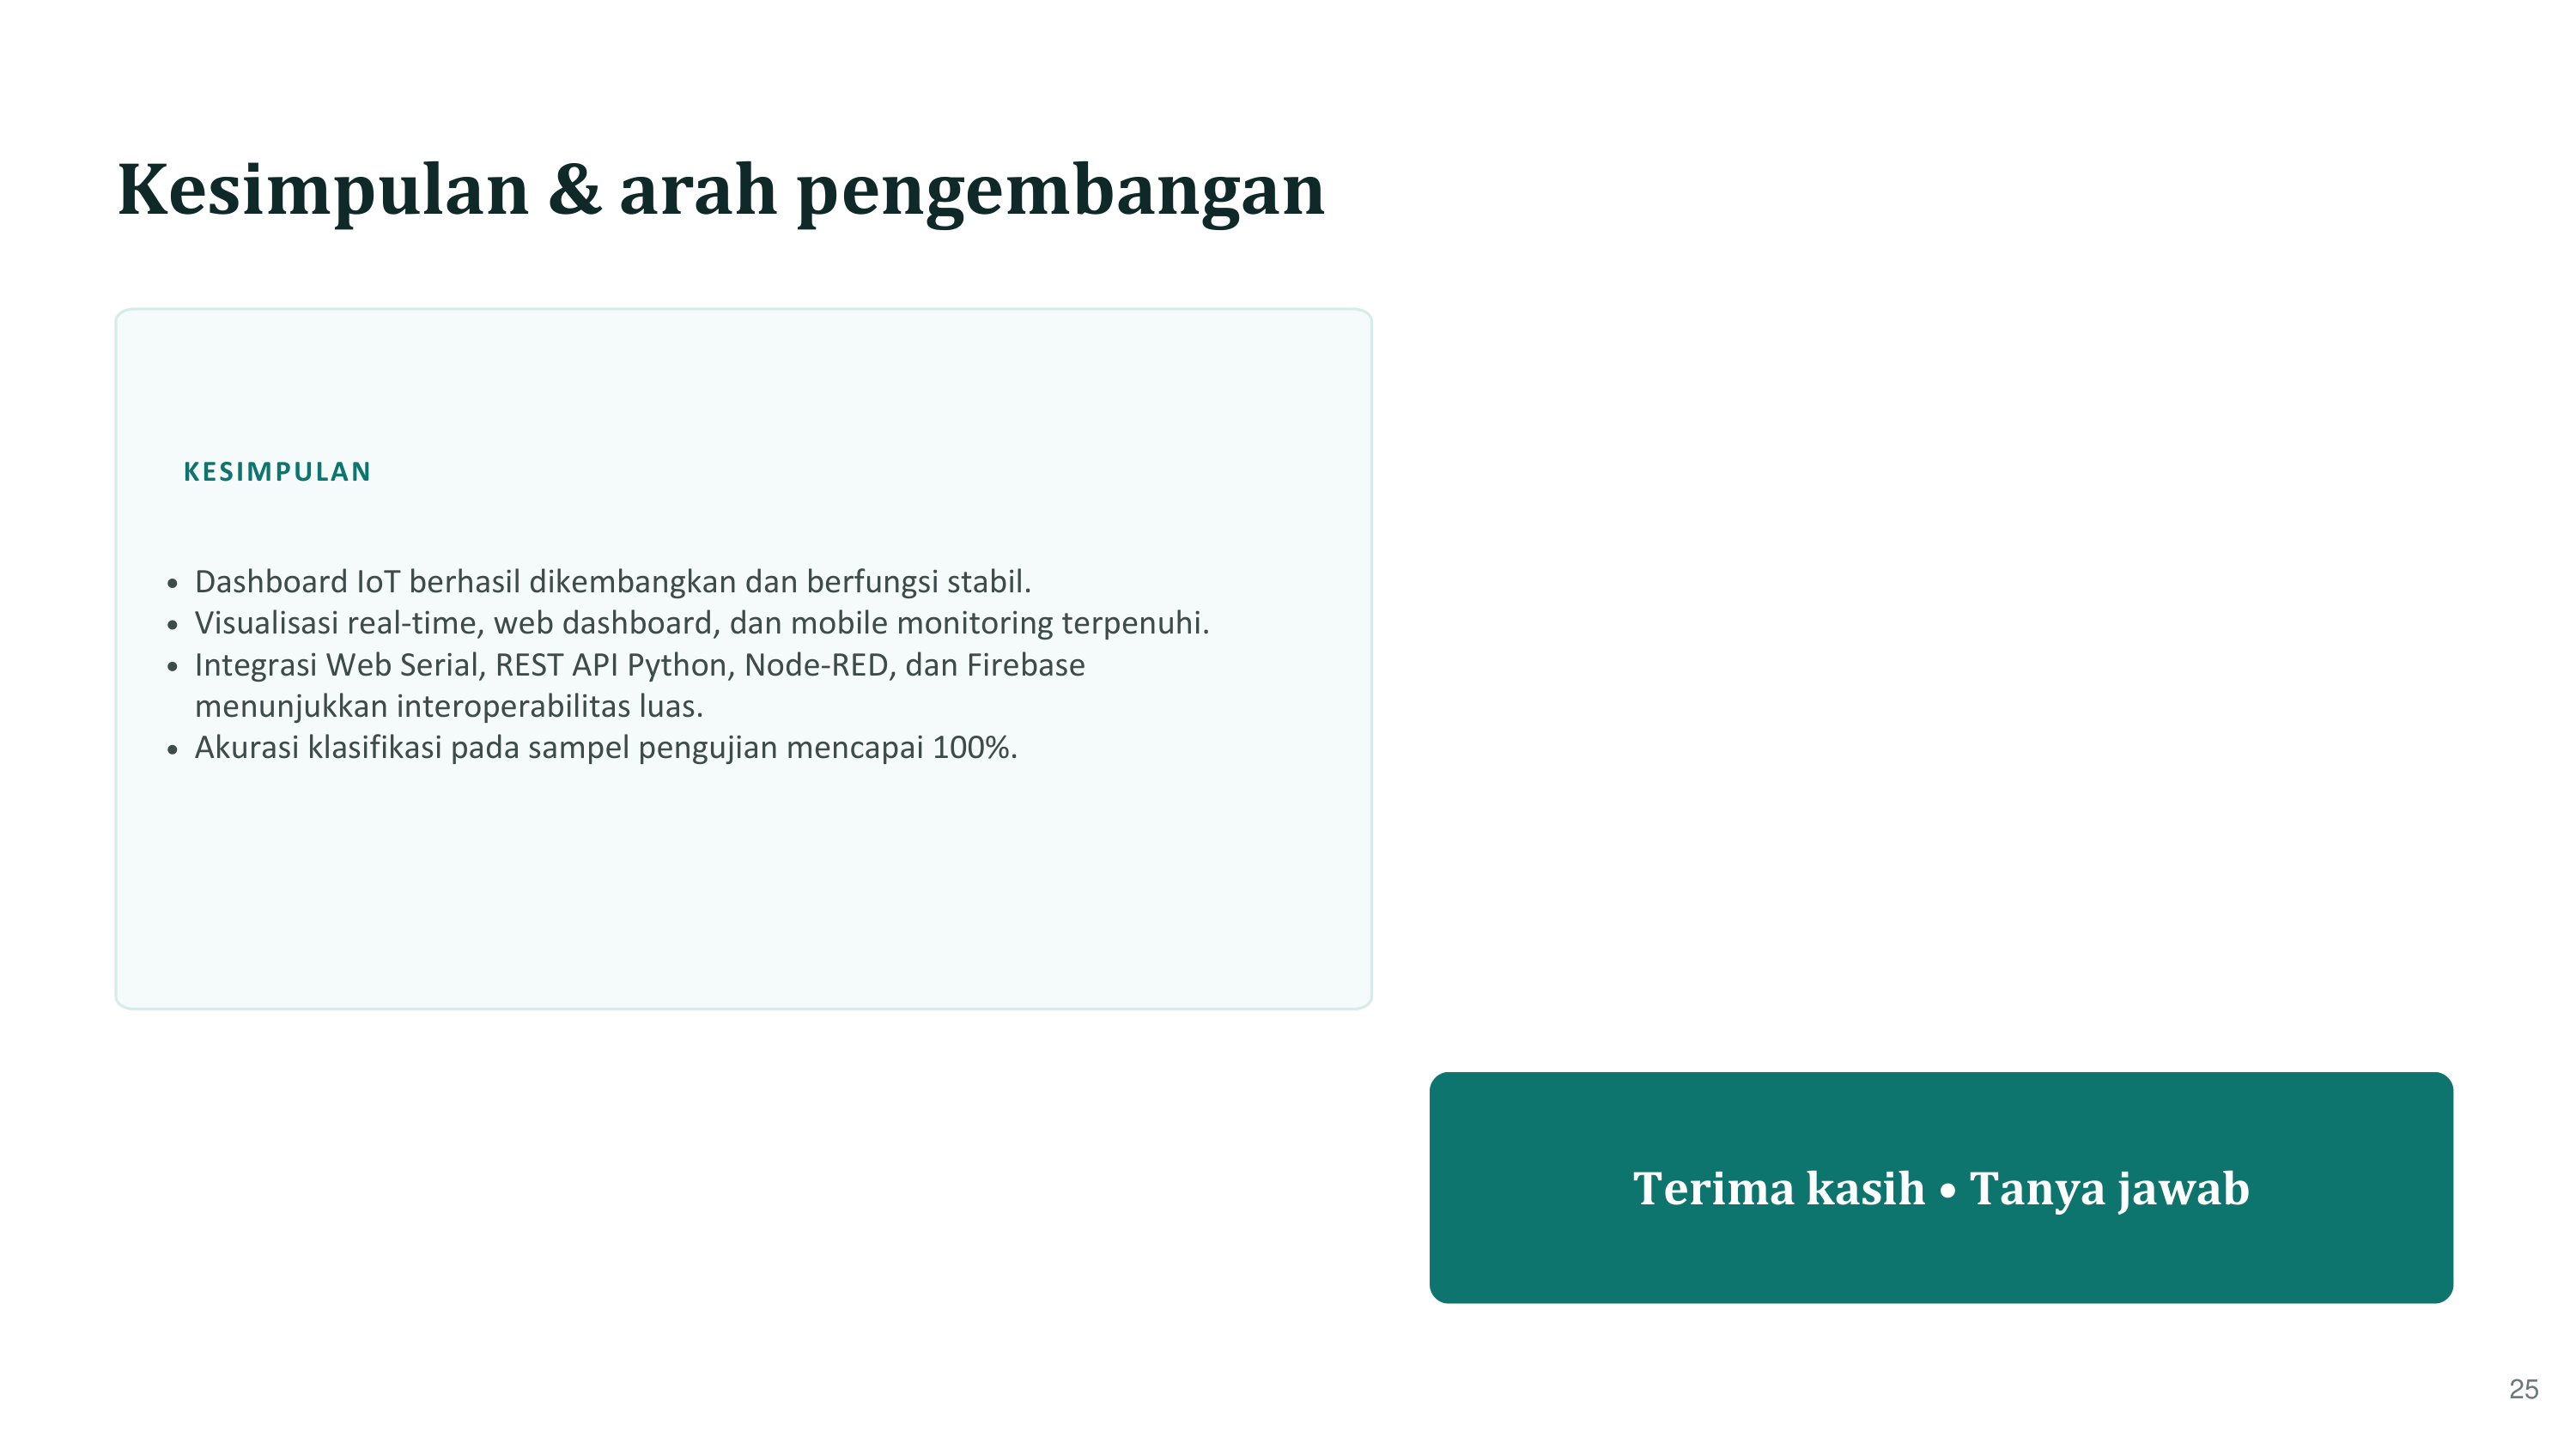 Kesimpulan & arah pengembangan
KESIMPULAN
• Dashboard IoT berhasil dikembangkan dan berfungsi stabil.
• Visualisasi real-time, web dashboard, dan mobile monitoring terpenuhi.
• Integrasi Web Serial, REST API Python, Node-RED, dan Firebase
menunjukkan interoperabilitas luas.
• Akurasi klasifikasi pada sampel pengujian mencapai 100%.
Terima kasih • Tanya jawab
25